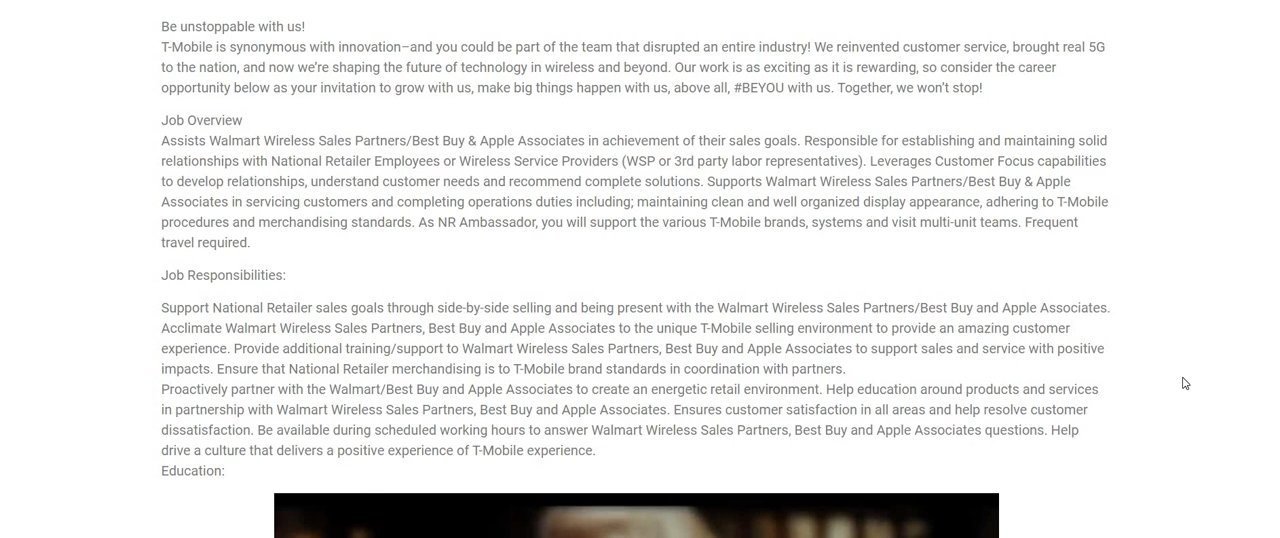 Be unstoppable with us!
T-Mobile is synonymous with innovation–and you could be part of the team that disrupted an entire industry! We reinvented customer service, brought real 5G
to the nation, and now we’re shaping the future of technology in wireless and beyond. Our work is as exciting as it is rewarding, so consider the career
opportunity below as your invitation to grow with us, make big things happen with us, above all, #BEYOU with us. Together, we won’t stop!
Job Overview
Assists Walmart Wireless Sales Partners/Best Buy & Apple Associates in achievement of their sales goals. Responsible for establishing and maintaining solid
relationships with National Retailer Employees or Wireless Service Providers (WSP or 3rd party labor representatives). Leverages Customer Focus capabilities
to develop relationships, understand customer needs and recommend complete solutions. Supports Walmart Wireless Sales Partners/Best Buy & Apple
Associates in servicing customers and completing operations duties including; maintaining clean and well organized display appearance, adhering to T-Mobile
procedures and merchandising standards. As NR Ambassador, you will support the various T-Mobile brands, systems and visit multi-unit teams. Frequent
travel required.
Job Responsibilities:
Support National Retailer sales goals through side-by-side selling and being present with the Walmart Wireless Sales Partners/Best Buy and Apple Associates.
Acclimate Walmart Wireless Sales Partners, Best Buy and Apple Associates to the unique T-Mobile selling environment to provide an amazing customer
experience. Provide additional training/support to Walmart Wireless Sales Partners, Best Buy and Apple Associates to support sales and service with positive
impacts. Ensure that National Retailer merchandising is to T-Mobile brand standards in coordination with partners.
Proactively partner with the Walmart/Best Buy and Apple Associates to create an energetic retail environment. Help education around products and services
in partnership with Walmart Wireless Sales Partners, Best Buy and Apple Associates. Ensures customer satisfaction in all areas and help resolve customer
dissatisfaction. Be available during scheduled working hours to answer Walmart Wireless Sales Partners, Best Buy and Apple Associates questions. Help
drive a culture that delivers a positive experience of T-Mobile experience.
Education: